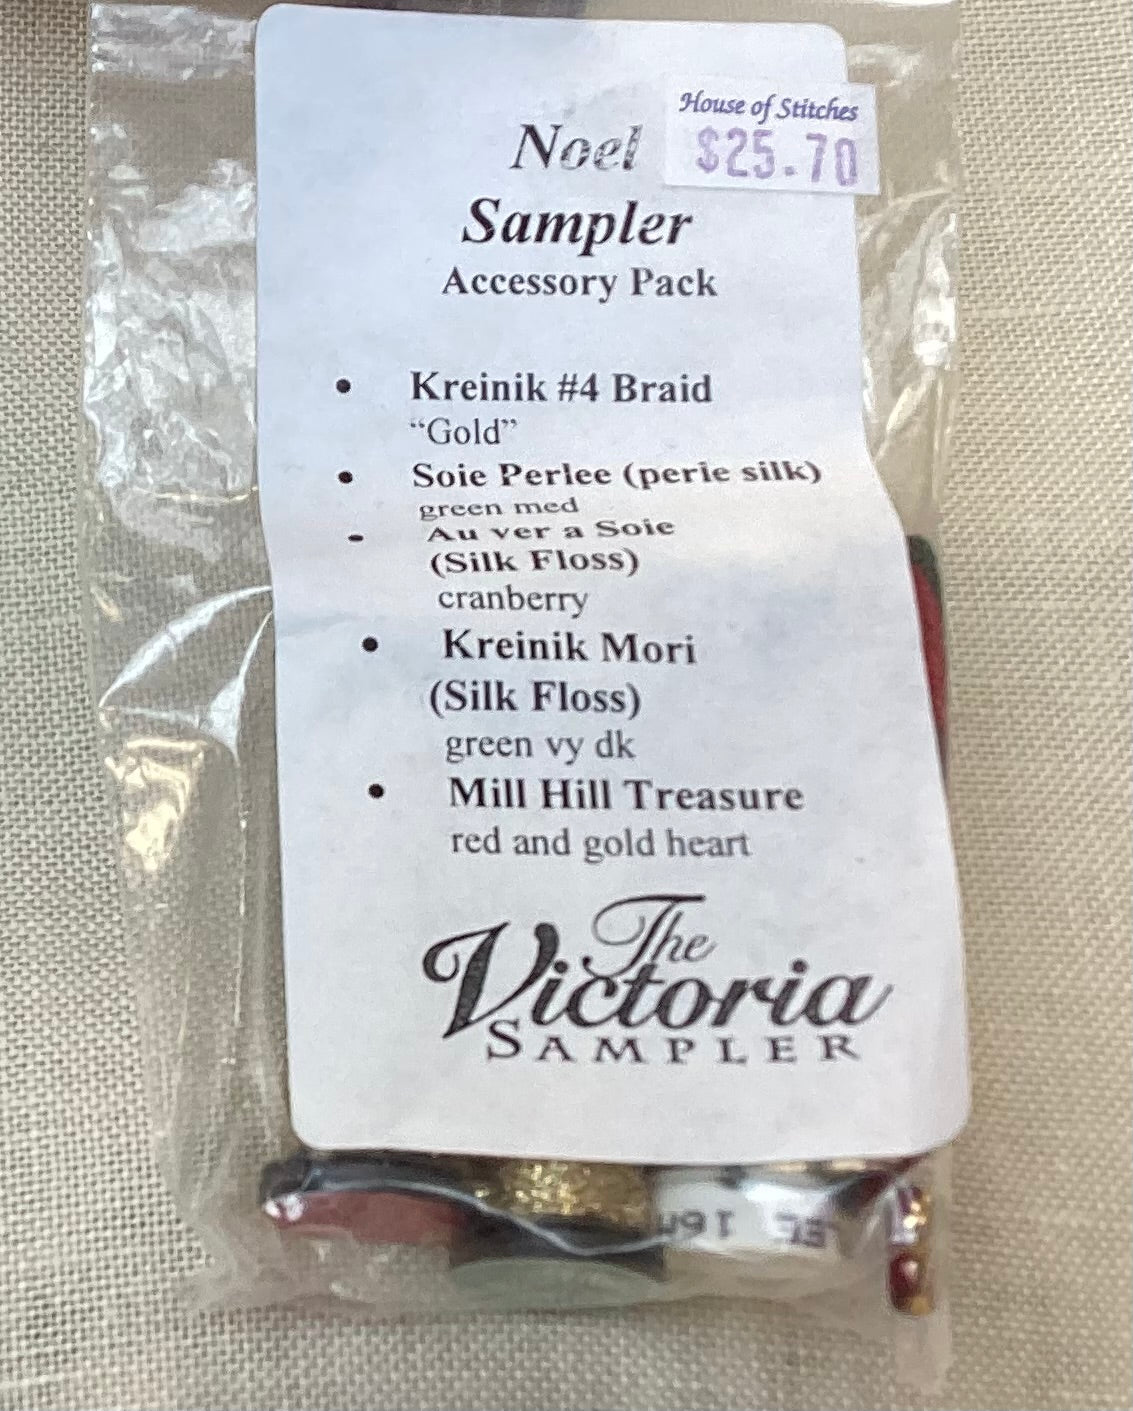 House of Stitches
$25.70
Noel
Sampler
Accessory Pack
• Kreinik #4 Braid
“Gold”
• Soie Perlee (perle silk)
green med
- Au ver a Soie
(Silk Floss)
cranberry
• Kreinik Mori
(Silk Floss)
green vy dk
• Mill Hill Treasure
red and gold heart
The
Victoria
SAMPLER